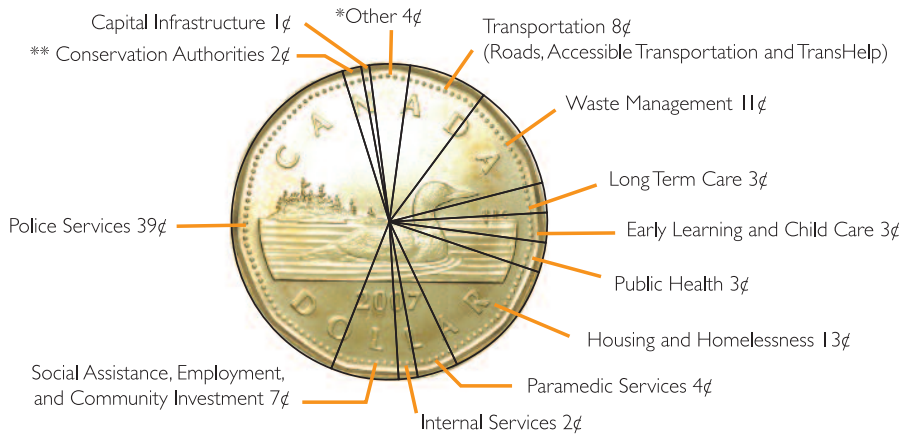 Capital Infrastructure 1¢
*Other 4¢
Transportation 8¢
(Roads, Accessible Transportation and TransHelp)
** Conservation Authorities 2¢
Waste Management 11¢
CANADA
Long Term Care 3¢
Police Services 39¢
Early Learning and Child Care 3¢
Public Health 3¢
2007
DOLLAR
Housing and Homelessness 13¢
Social Assistance, Employment,
and Community Investment 7¢
Paramedic Services 4¢
Internal Services 2¢